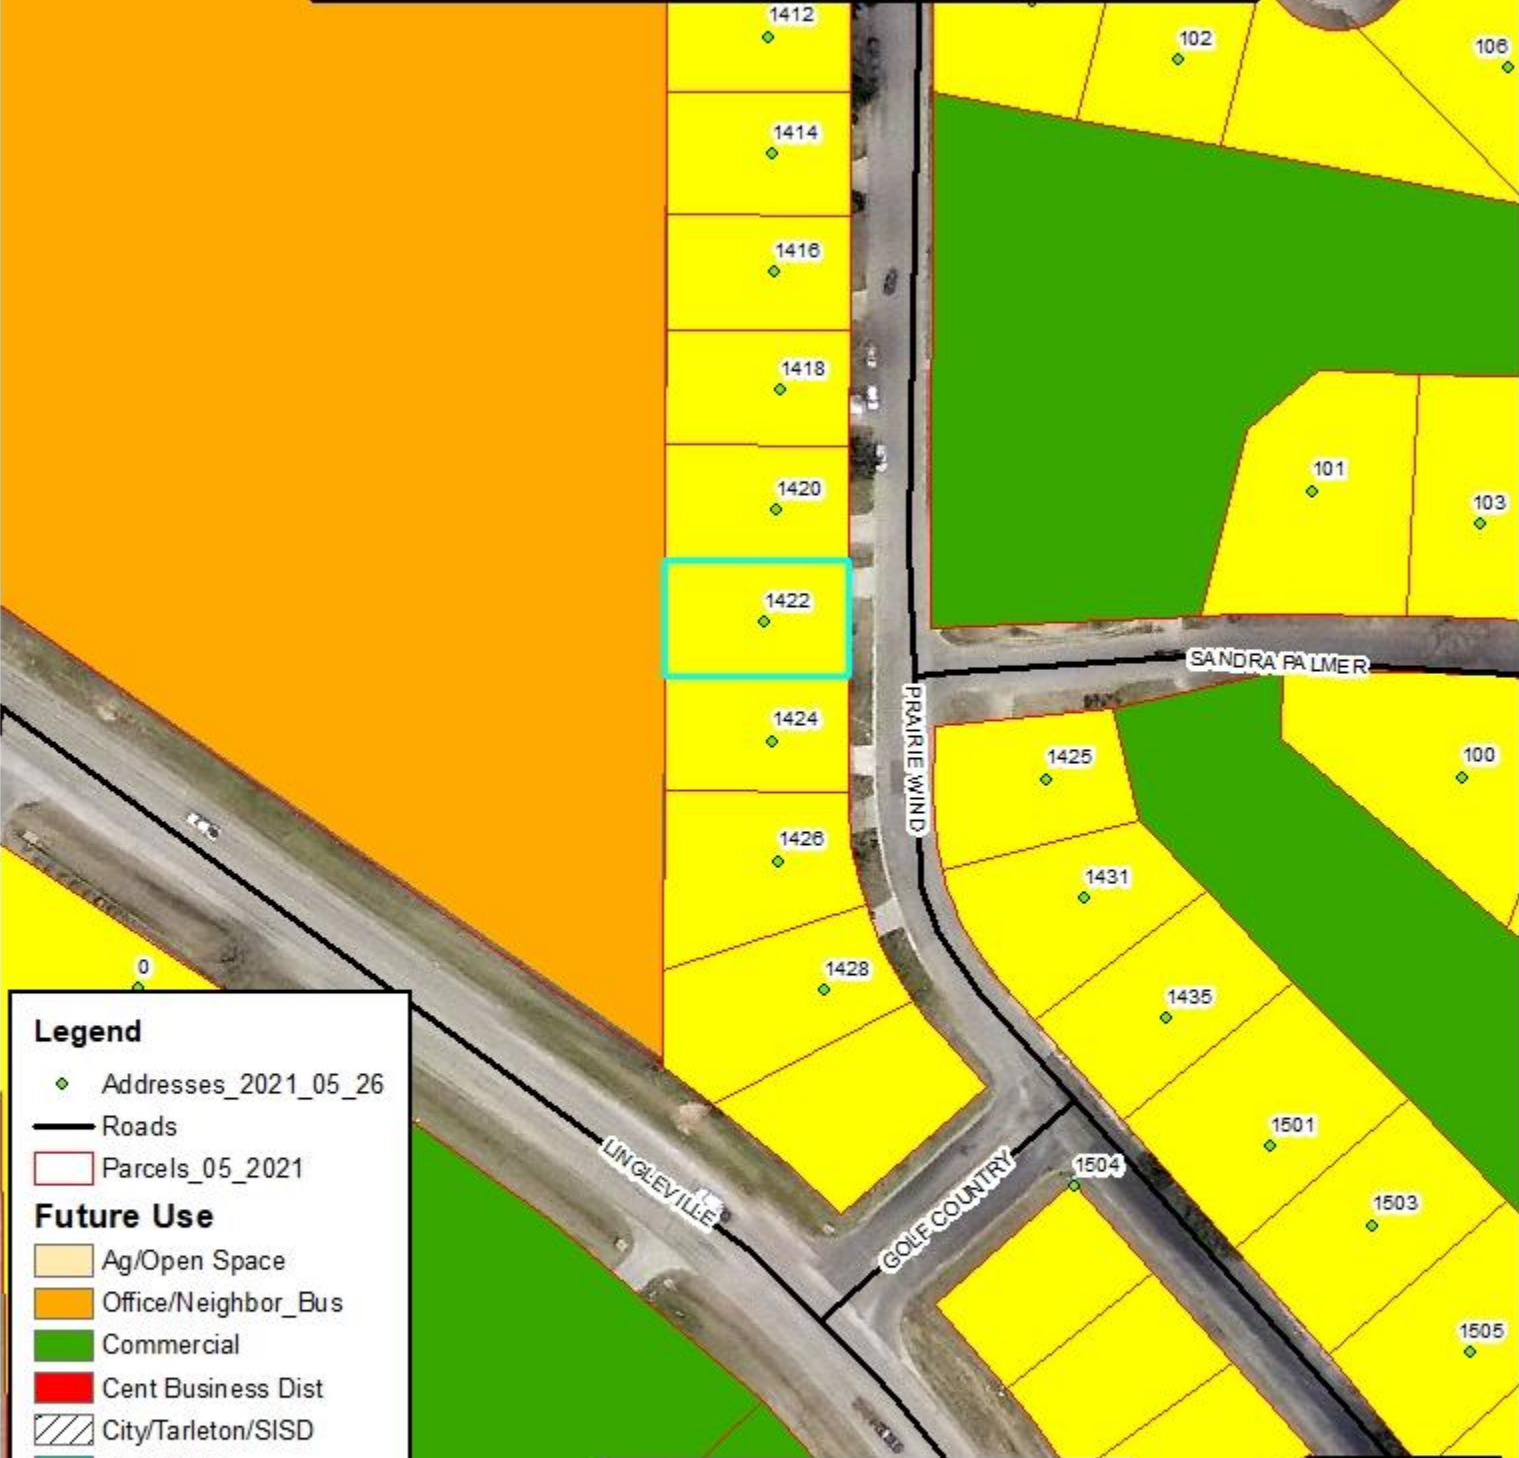 1412
102
106
1414
1416
1418
101
1420
103
1422
SANDRA PALMER
PRAIRIE WIND
1424
1425
100
1426
1431
0
1428
1435
1501
LINGLEVILLE
GOLF COUNTRY
1504
1503
1505
Legend
Addresses_2021_05_26
Roads
Parcels_05_2021
Future Use
Ag/Open Space
Office/Neighbor_Bus
Commercial
Cent Business Dist
City/Tarleton/SISD